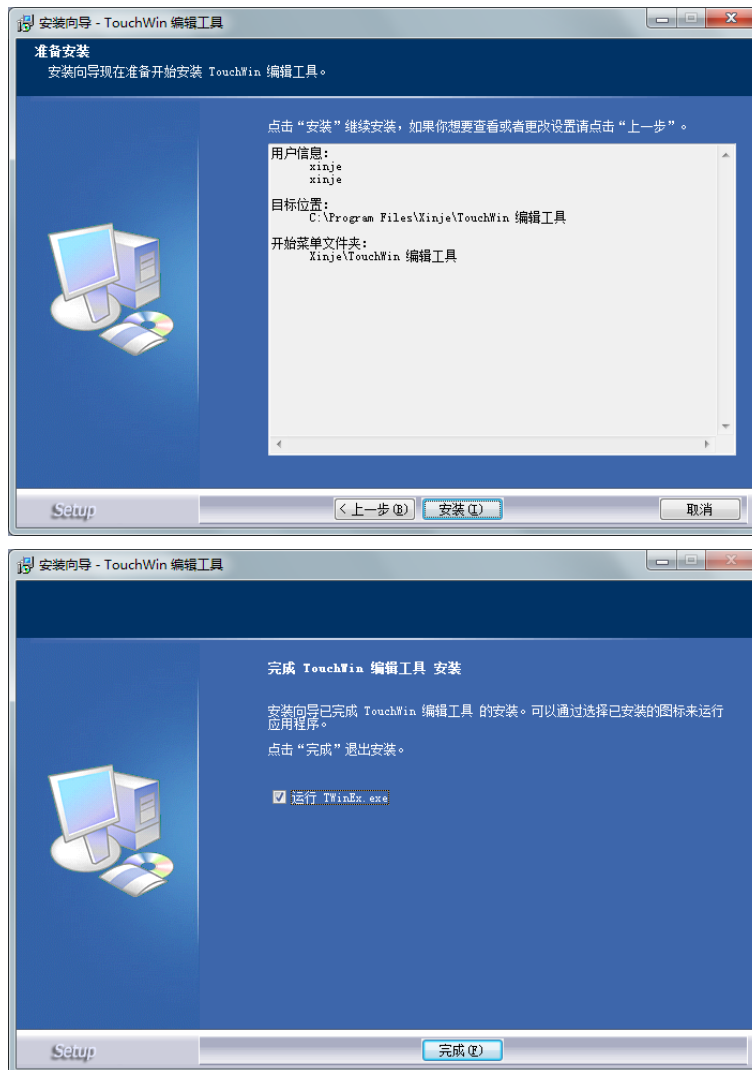 安装向导 - TouchWin 编辑工具
准备安装
安装向导现在准备开始安装 TouchWin 编辑工具。
点击“安装”继续安装，如果你想要查看或者更改设置请点击“上一步”。
用户信息：
xinje
xinje
目标位置：
C:\Program Files\Xinje\TouchWin 编辑工具
开始菜单文件夹：
Xinje\TouchWin 编辑工具
Setup
< 上一步(B)
安装(I)
取消
安装向导 - TouchWin 编辑工具
完成 TouchWin 编辑工具 安装
安装向导已完成 TouchWin 编辑工具 的安装。可以通过选择已安装的图标来运行
应用程序。
点击“完成”退出安装。
运行 TWinEx.exe
Setup
完成(F)